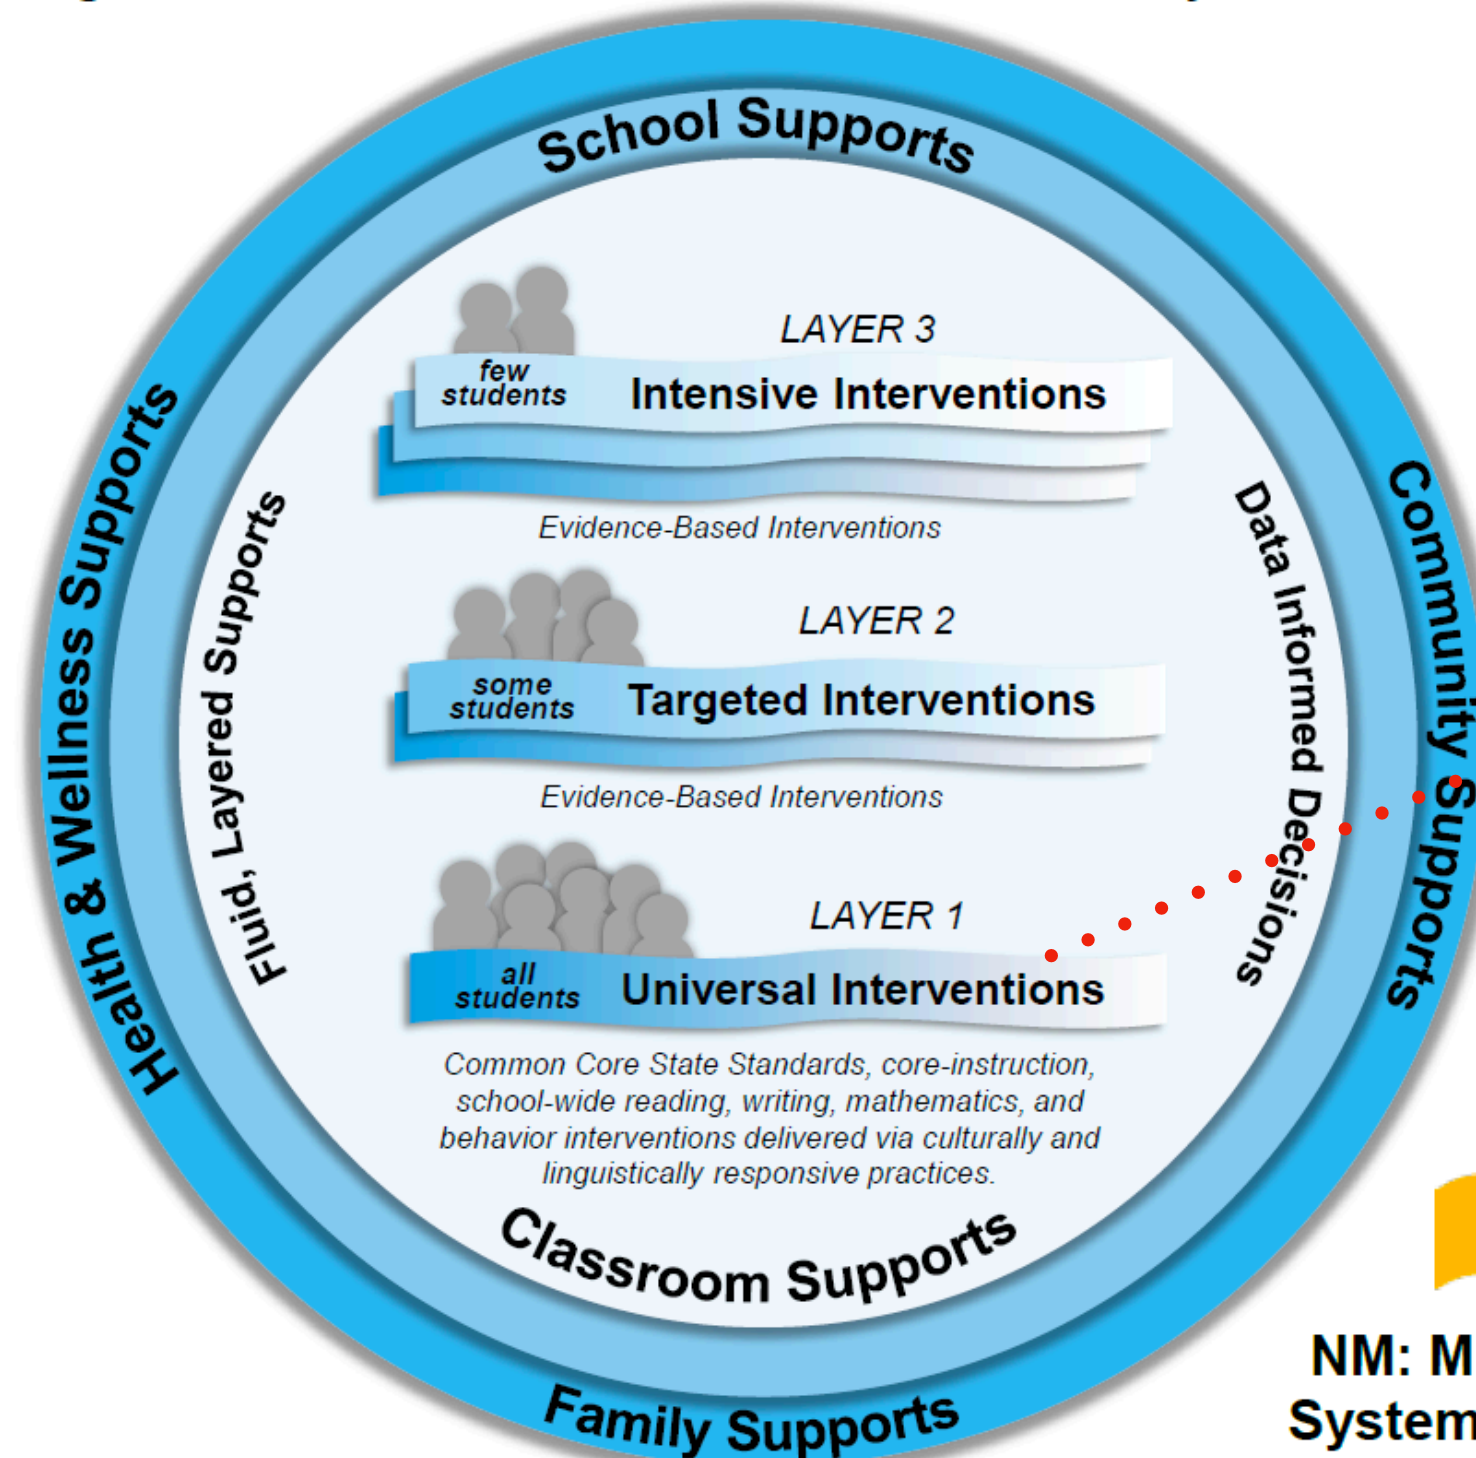 School Supports
LAYER 3
few
students
Intensive Interventions
Evidence-Based Interventions
LAYER 2
some
students
Targeted Interventions
Evidence-Based Interventions
LAYER 1
all
students
Universal Interventions
Common Core State Standards, core-instruction,
school-wide reading, writing, mathematics, and
behavior interventions delivered via culturally and
linguistically responsive practices.
Classroom Supports
Family Supports
Health & Wellness Supports
Fluid, Layered Supports
Data Informed Decisions
Community Supports
NM: M
System